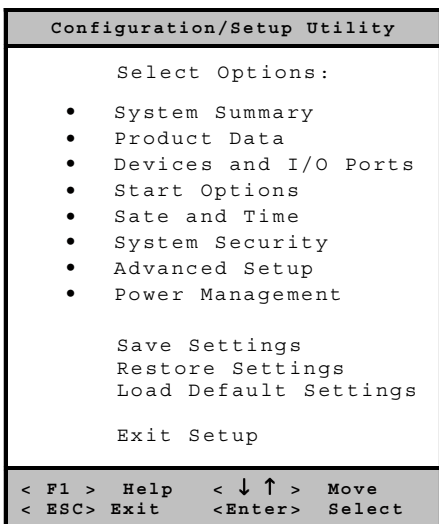 Configuration/Setup Utility
Select Options:
• System Summary
• Product Data
• Devices and I/O Ports
• Start Options
• Sate and Time
• System Security
• Advanced Setup
• Power Management
Save Settings
Restore Settings
Load Default Settings
Exit Setup
< F1 > Help < ↓ ↑ > Move
< ESC> Exit <Enter> Select